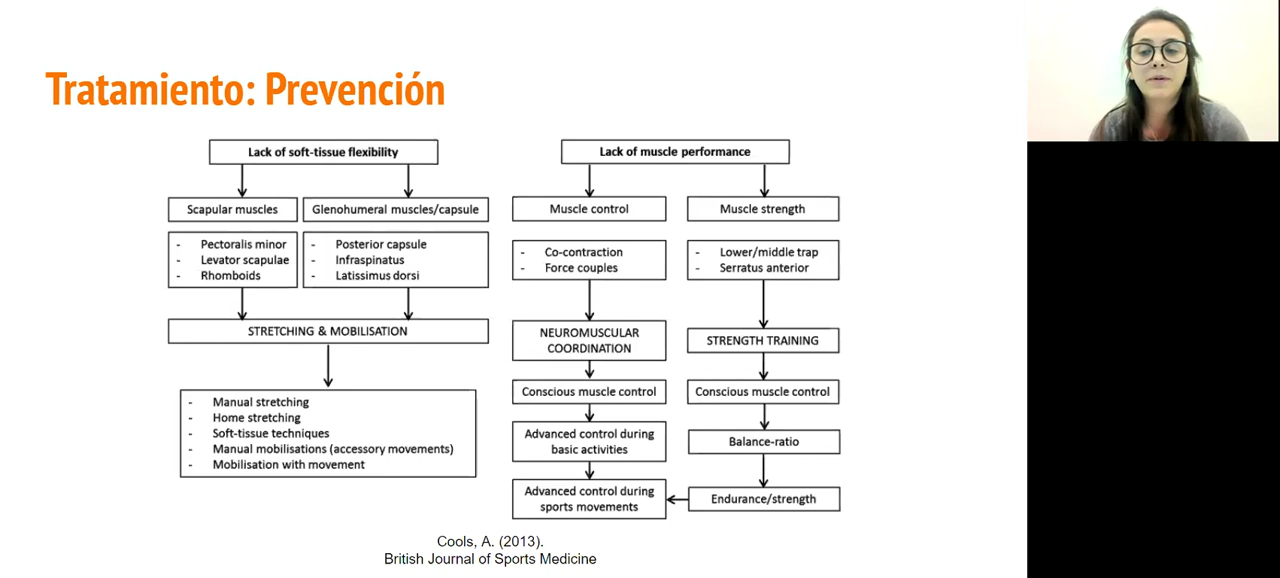 Tratamiento: Prevención
Lack of soft-tissue flexibility
Scapular muscles
Glenohumeral muscles/capsule
- Pectoralis minor
- Levator scapulae
- Rhomboids
- Posterior capsule
- Infraspinatus
- Latissimus dorsi
STRETCHING & MOBILISATION
- Manual stretching
- Home stretching
- Soft-tissue techniques
- Manual mobilisations (accessory movements)
- Mobilisation with movement
Lack of muscle performance
Muscle control
Muscle strength
- Co-contraction
- Force couples
- Lower/middle trap
- Serratus anterior
NEUROMUSCULAR
COORDINATION
STRENGTH TRAINING
Conscious muscle control
Conscious muscle control
Advanced control during
basic activities
Balance-ratio
Advanced control during
sports movements
Endurance/strength
Cools, A. (2013).
British Journal of Sports Medicine